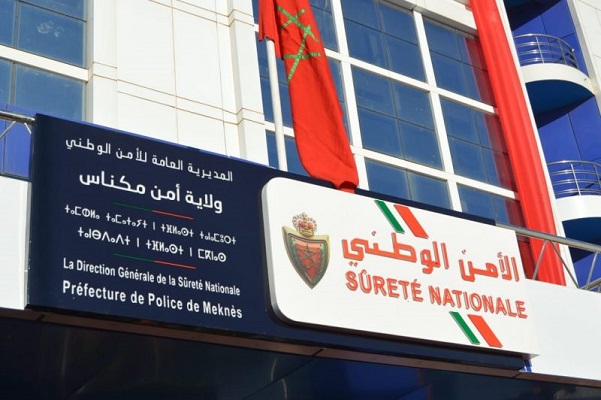 المديرية العامة للأمن الوطني
ولاية أمن مكناس
La Direction Générale de la Sûreté Nationale
Préfecture de Police de Meknès
الأمن الوطني
SÛRETÉ NATIONALE